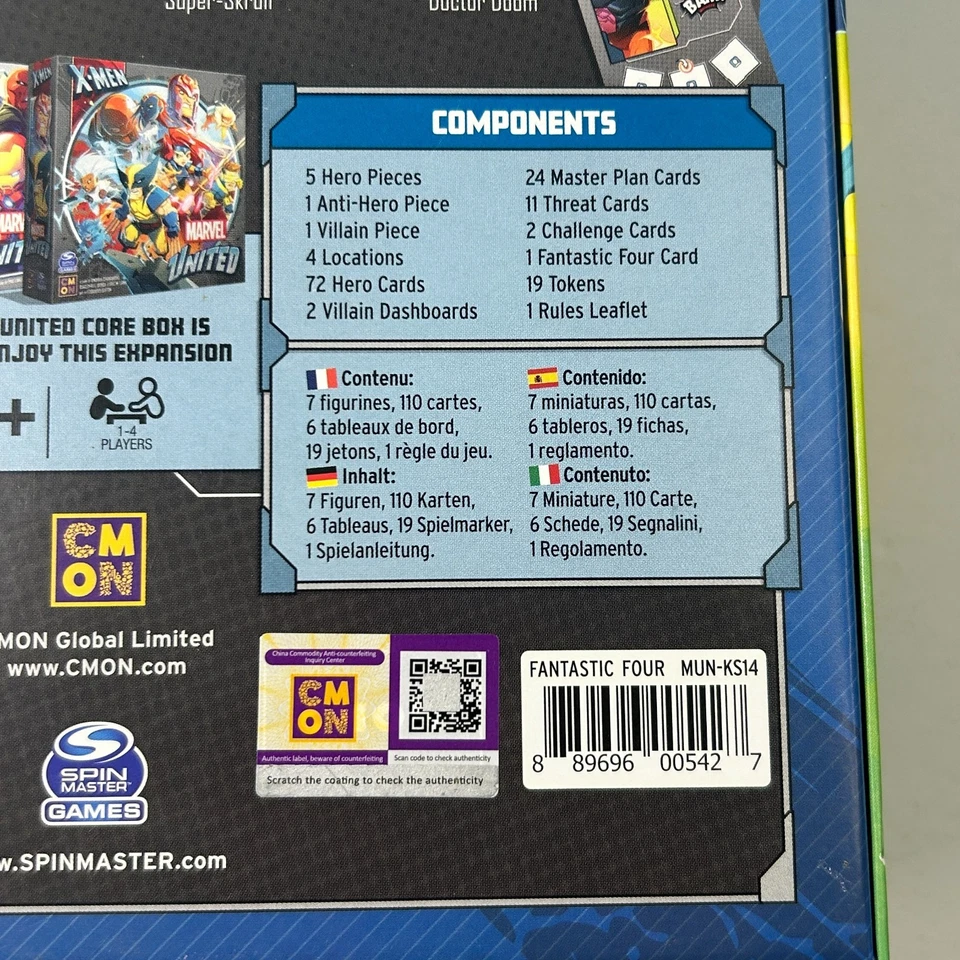 Super-Skrull
Doctor Doom
BAM!
X-MEN
MARVEL
UNITED
UNITED CORE BOX IS
NJOY THIS EXPANSION
+
1-4
PLAYERS
COMPONENTS
5 Hero Pieces
1 Anti-Hero Piece
1 Villain Piece
4 Locations
72 Hero Cards
2 Villain Dashboards
24 Master Plan Cards
11 Threat Cards
2 Challenge Cards
1 Fantastic Four Card
19 Tokens
1 Rules Leaflet
Contenu:
7 figurines, 110 cartes,
6 tableaux de bord,
19 jetons, 1 règle du jeu.
Contenido:
7 miniaturas, 110 cartas,
6 tableros, 19 fichas,
1 reglamento.
Inhalt:
7 Figuren, 110 Karten,
6 Tableaus, 19 Spielmarker,
1 Spielanleitung.
Contenuto:
7 Miniature, 110 Carte,
6 Schede, 19 Segnalini,
1 Regolamento.
CMON
MON Global Limited
www.CMON.com
SPIN
MASTER
GAMES
w.SPINMASTER.com
China Commodity Anti-counterfeiting
Inquiry Center
CMON
Authentic label, beware of counterfeiting
Scan code to check authenticity
Scratch the coating to check the authenticity
FANTASTIC FOUR MUN-KS14
8 89696 00542 7